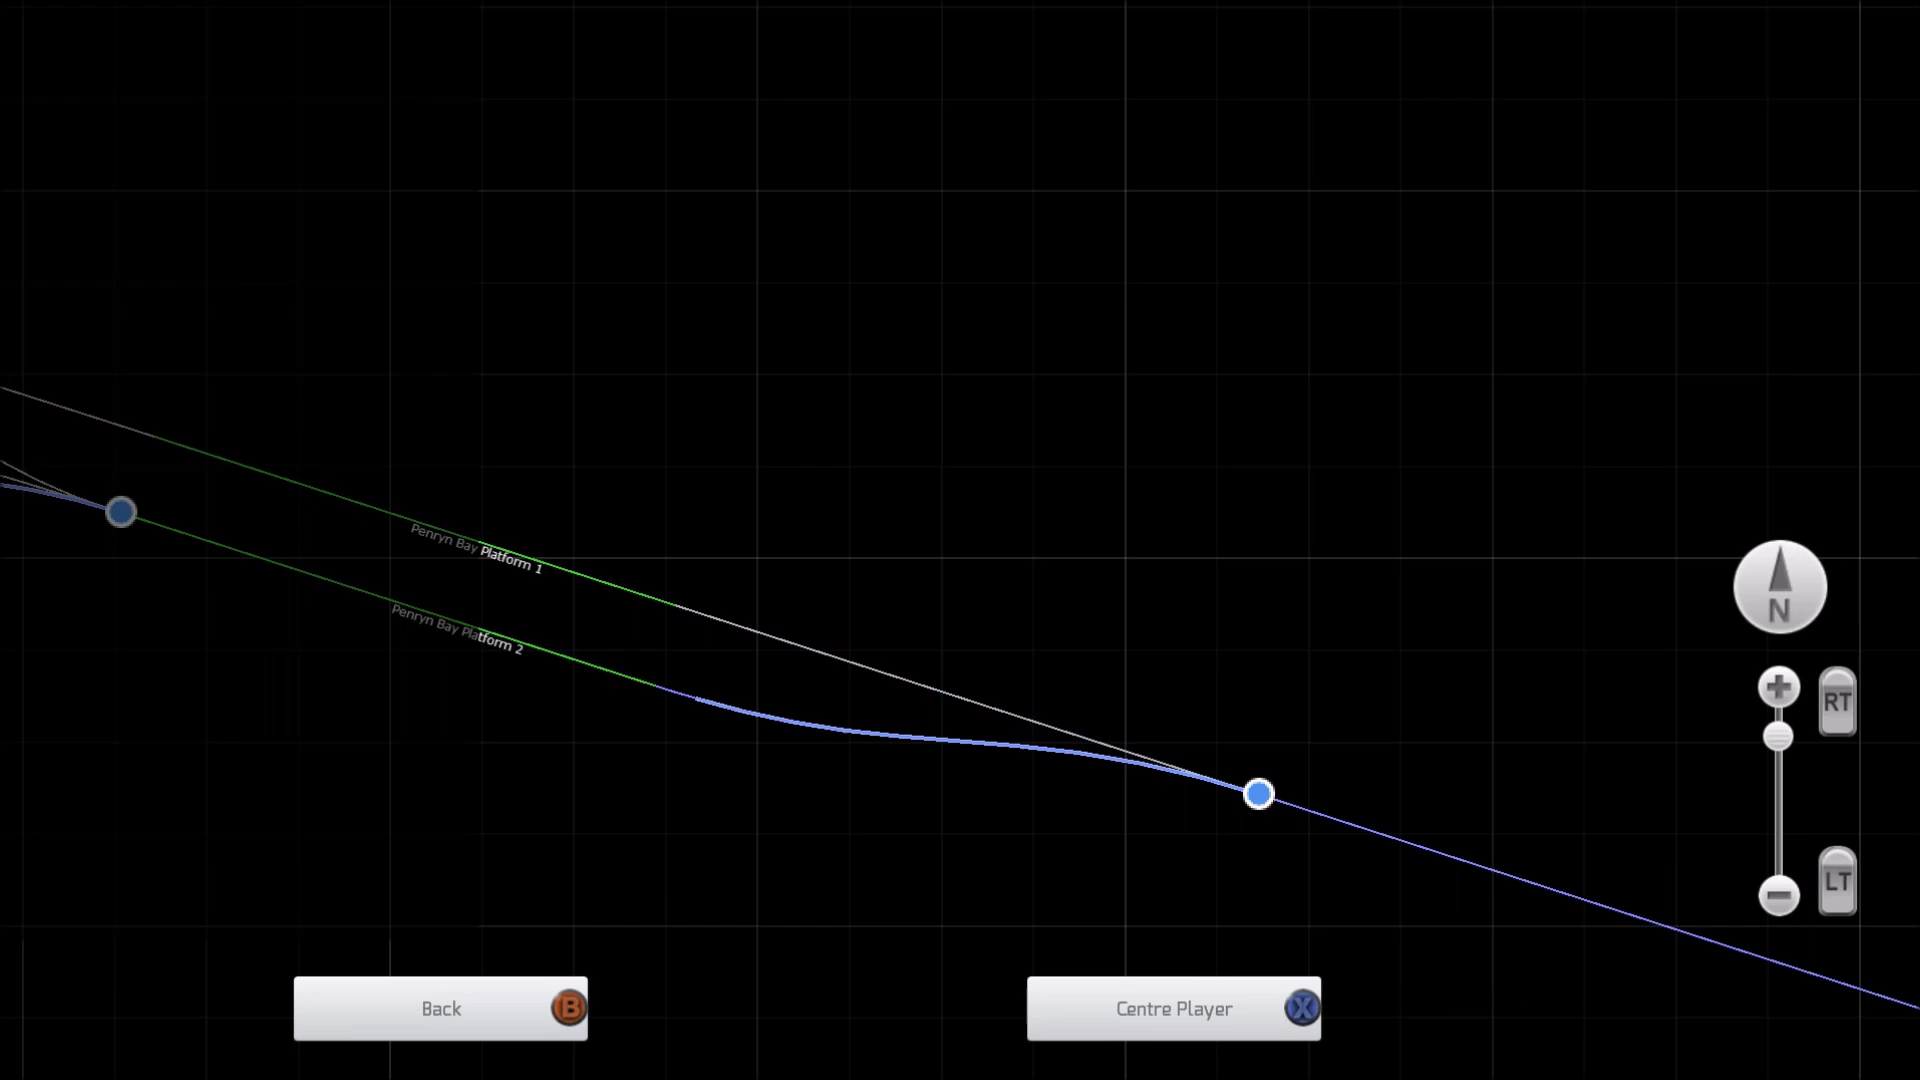 Penryn Bay Platform 1
Penryn Bay Platform 2
N
RT
LT
Back B
Centre Player X